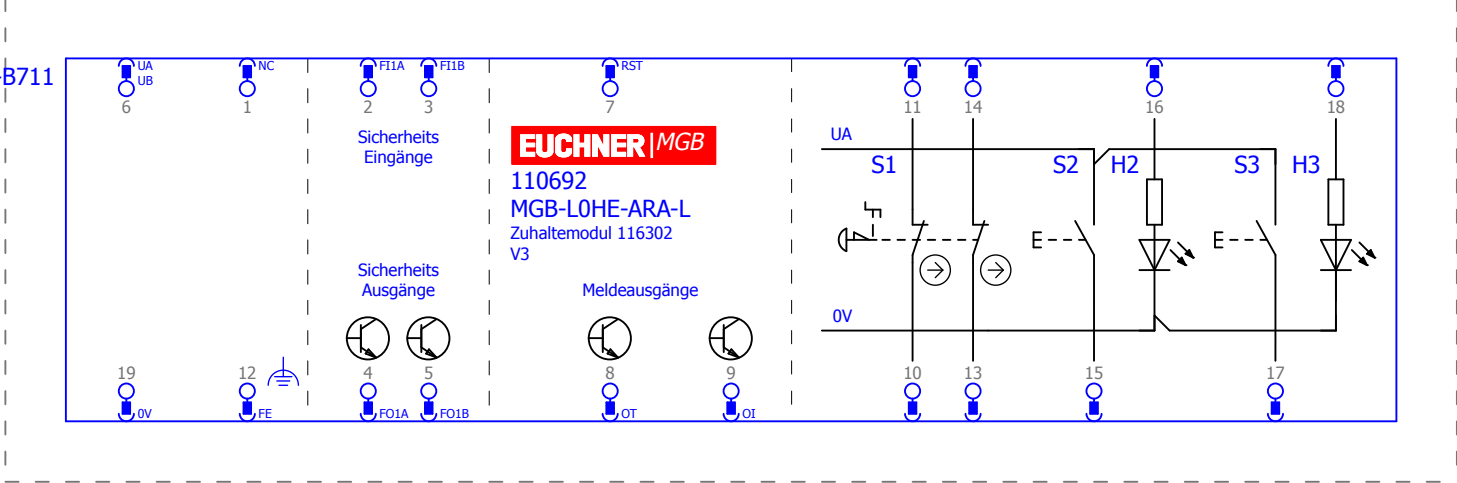 -B711
UA
UB
NC
FI1A
FI1B
RST
6
1
2
3
7
11
14
16
18
Sicherheits
Eingänge
EUCHNER|MGB
110692
MGB-L0HE-ARA-L
Zuhaltemodul 116302
V3
UA
S1
S2
H2
S3
H3
E
E
Sicherheits
Ausgänge
Meldeausgänge
0V
19
12
4
5
8
9
10
13
15
17
0V
FE
FO1A
FO1B
OT
OI